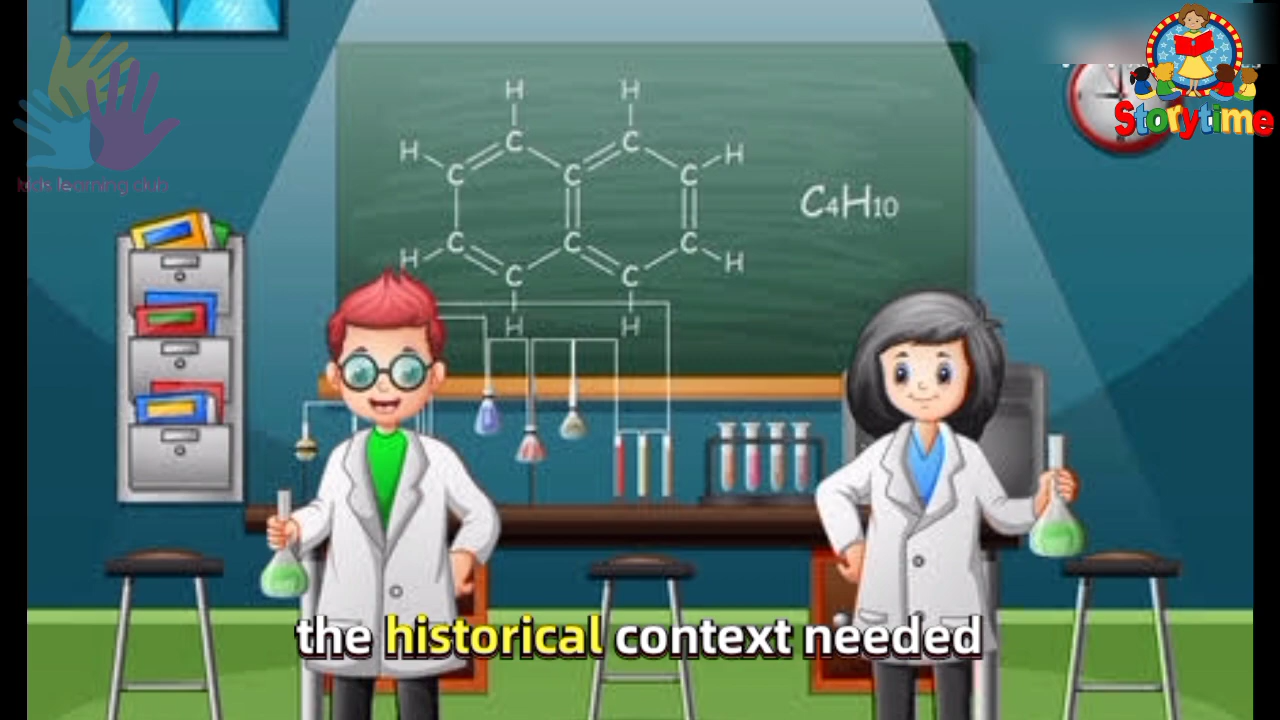 kids learning club
Storytime
H H
H C C H
C C C
C4H10
C C C
H C C H
H H
the historical context needed